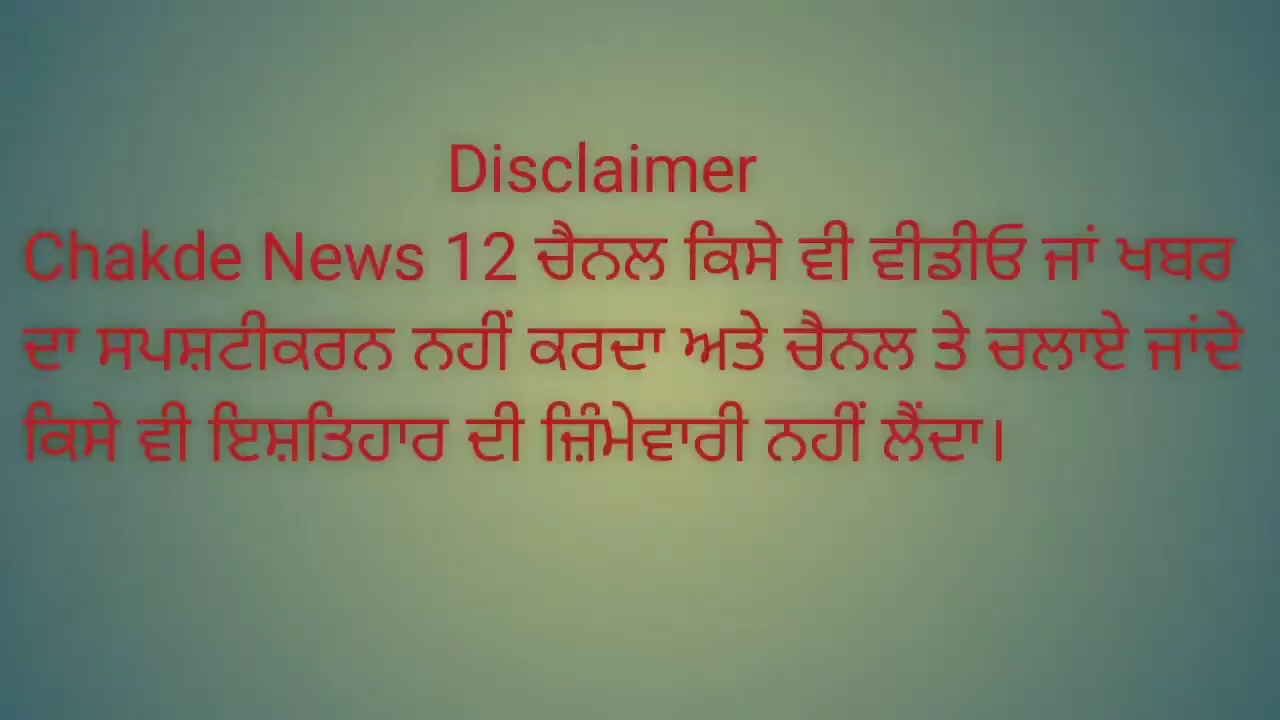 Disclaimer
Chakde News 12 ਚੈਨਲ ਕਿਸੇ ਵੀ ਵੀਡੀਓ ਜਾਂ ਖਬਰ
ਦਾ ਸਪਸ਼ਟੀਕਰਨ ਨਹੀਂ ਕਰਦਾ ਅਤੇ ਚੈਨਲ ਤੇ ਚਲਾਏ ਜਾਂਦੇ
ਕਿਸੇ ਵੀ ਇਸ਼ਤਿਹਾਰ ਦੀ ਜ਼ਿੰਮੇਵਾਰੀ ਨਹੀਂ ਲੈਂਦਾ।